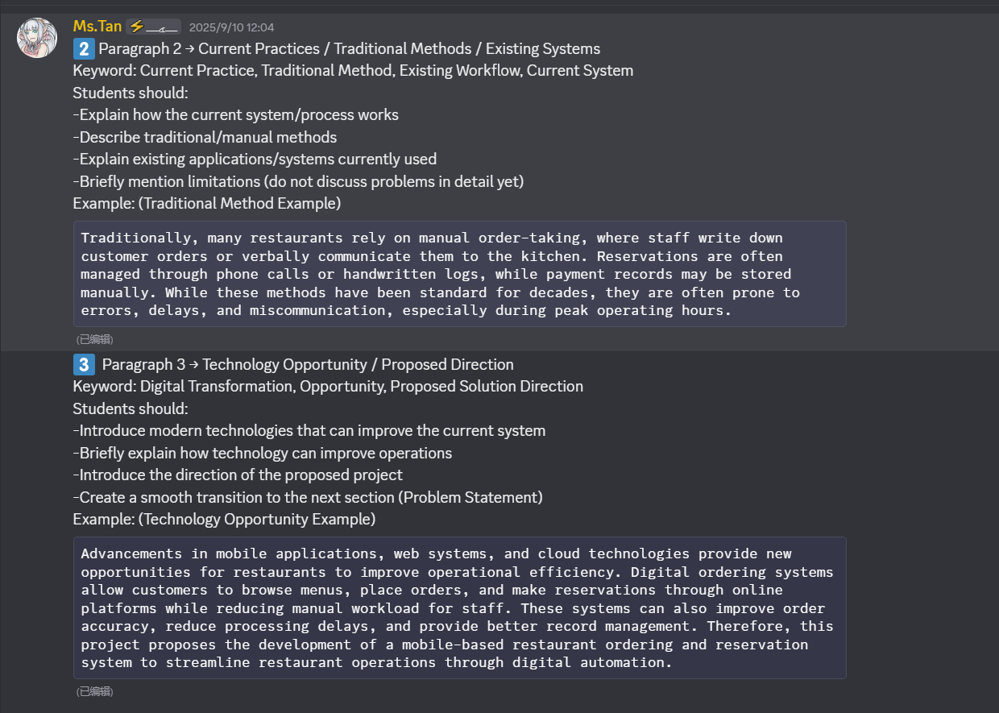 Ms.Tan 2025/9/10 12:04
2 Paragraph 2 → Current Practices / Traditional Methods / Existing Systems
Keyword: Current Practice, Traditional Method, Existing Workflow, Current System
Students should:
-Explain how the current system/process works
-Describe traditional/manual methods
-Explain existing applications/systems currently used
-Briefly mention limitations (do not discuss problems in detail yet)
Example: (Traditional Method Example)
Traditionally, many restaurants rely on manual order-taking, where staff write down
customer orders or verbally communicate them to the kitchen. Reservations are often
managed through phone calls or handwritten logs, while payment records may be stored
manually. While these methods have been standard for decades, they are often prone to
errors, delays, and miscommunication, especially during peak operating hours.
(已编辑)
3 Paragraph 3 → Technology Opportunity / Proposed Direction
Keyword: Digital Transformation, Opportunity, Proposed Solution Direction
Students should:
-Introduce modern technologies that can improve the current system
-Briefly explain how technology can improve operations
-Introduce the direction of the proposed project
-Create a smooth transition to the next section (Problem Statement)
Example: (Technology Opportunity Example)
Advancements in mobile applications, web systems, and cloud technologies provide new
opportunities for restaurants to improve operational efficiency. Digital ordering systems
allow customers to browse menus, place orders, and make reservations through online
platforms while reducing manual workload for staff. These systems can also improve order
accuracy, reduce processing delays, and provide better record management. Therefore, this
project proposes the development of a mobile-based restaurant ordering and reservation
system to streamline restaurant operations through digital automation.
(已编辑)